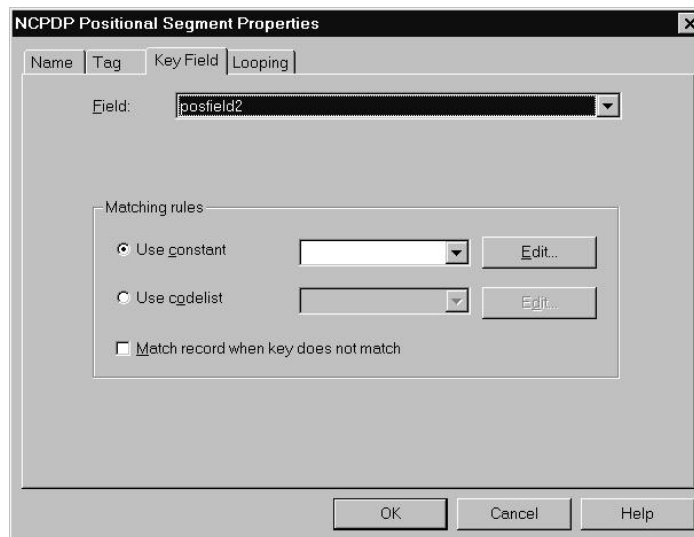 NCPDP Positional Segment Properties
Name Tag Key Field Looping
Field: posfield2
Matching rules
Use constant Edit...
Use codelist Edit...
Match record when key does not match
OK Cancel Help